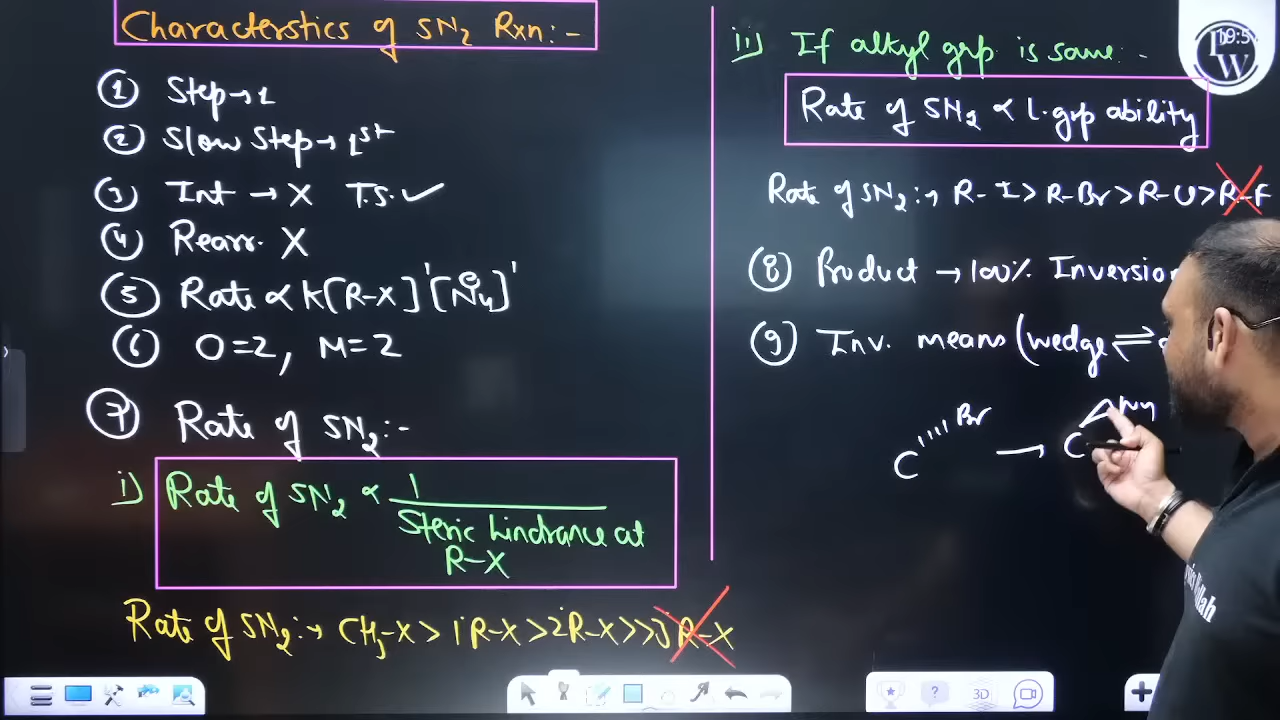 Characterstics of SN2 Rxn:-
① Step → 1
② Slow Step → 1st
③ Int → X T.S. ✓
④ Rearr. X
⑤ Rate ∝ K[R-X]' [Nu]'
⑥ O=2, M=2
⑦ Rate of SN2:-
i) Rate of SN2 ∝ 1
Steric hindrance at
R-X
Rate of SN2:→ CH3-X > 1° R-X > 2° R-X >>> 3° R-X
ii) If alkyl grp is same:-
Rate of SN2 ∝ L.grp ability
Rate of SN2:→ R-I > R-Br > R-Cl > R-F
⑧ Product → 100% Inversion
⑨ Inv. means (wedge ⇌
C Br → C Nu